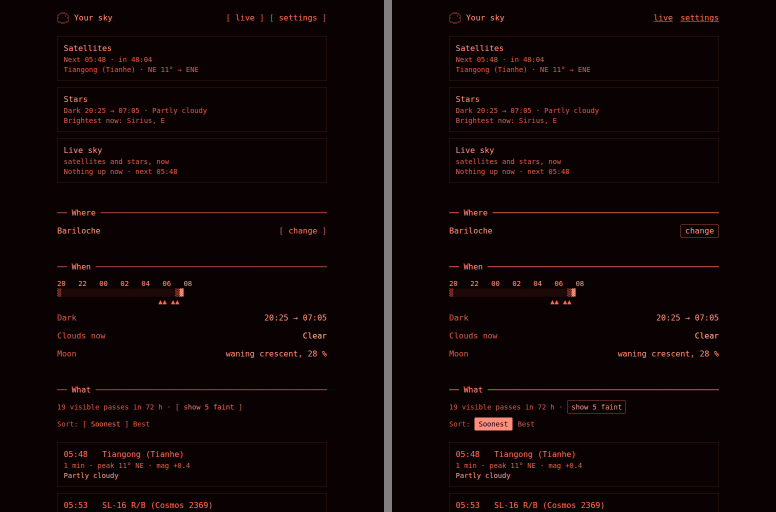 Your sky [ live ] [ settings ]
Satellites
Next 05:48 · in 48:04
Tiangong (Tianhe) · NE 11° → ENE
Stars
Dark 20:25 → 07:05 · Partly cloudy
Brightest now: Sirius, E
Live sky
satellites and stars, now
Nothing up now · next 05:48
Where
Bariloche [ change ]
When
20 22 00 02 04 06 08
▲▲ ▲▲
Dark 20:25 → 07:05
Clouds now Clear
Moon waning crescent, 28 %
What
19 visible passes in 72 h · [ show 5 faint ]
Sort: [ Soonest ] Best
05:48 Tiangong (Tianhe)
1 min · peak 11° NE · mag +0.4
Partly cloudy
05:53 SL-16 R/B (Cosmos 2369)
Your sky live settings
Satellites
Next 05:48 · in 48:04
Tiangong (Tianhe) · NE 11° → ENE
Stars
Dark 20:25 → 07:05 · Partly cloudy
Brightest now: Sirius, E
Live sky
satellites and stars, now
Nothing up now · next 05:48
Where
Bariloche change
When
20 22 00 02 04 06 08
▲▲ ▲▲
Dark 20:25 → 07:05
Clouds now Clear
Moon waning crescent, 28 %
What
19 visible passes in 72 h · show 5 faint
Sort: Soonest Best
05:48 Tiangong (Tianhe)
1 min · peak 11° NE · mag +0.4
Partly cloudy
05:53 SL-16 R/B (Cosmos 2369)